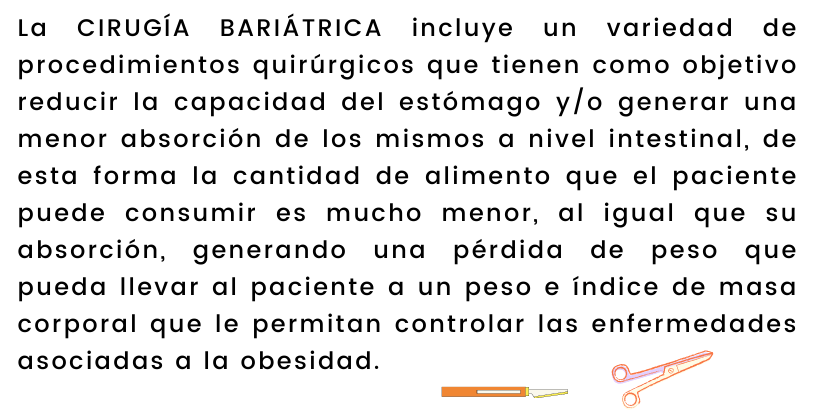 La CIRUGÍA BARIÁTRICA incluye un variedad de
procedimientos quirúrgicos que tienen como objetivo
reducir la capacidad del estómago y/o generar una
menor absorción de los mismos a nivel intestinal, de
esta forma la cantidad de alimento que el paciente
puede consumir es mucho menor, al igual que su
absorción, generando una pérdida de peso que
pueda llevar al paciente a un peso e índice de masa
corporal que le permitan controlar las enfermedades
asociadas a la obesidad.